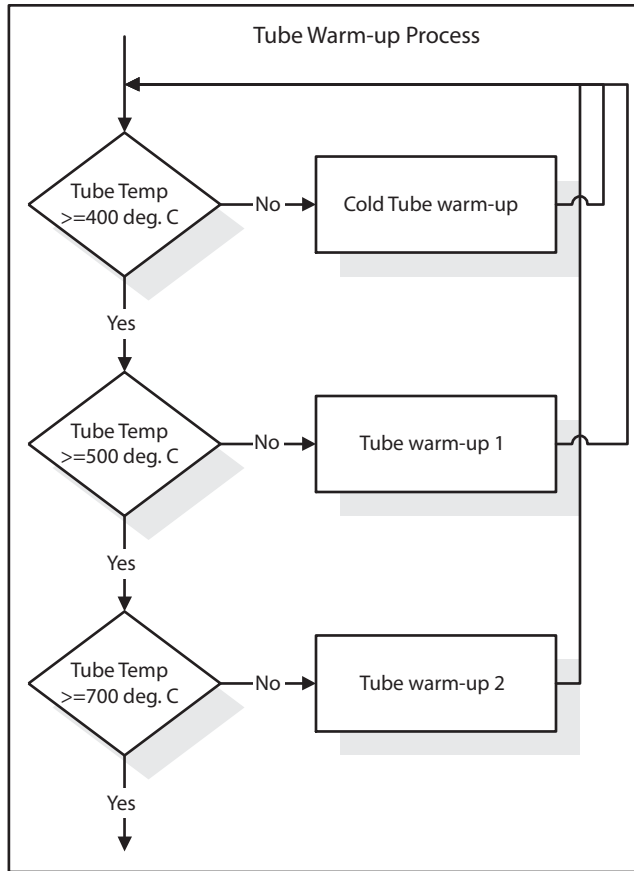 Tube Warm-up Process
Tube Temp
>=400 deg. C
No
Cold Tube warm-up
Yes
Tube Temp
>=500 deg. C
No
Tube warm-up 1
Yes
Tube Temp
>=700 deg. C
No
Tube warm-up 2
Yes